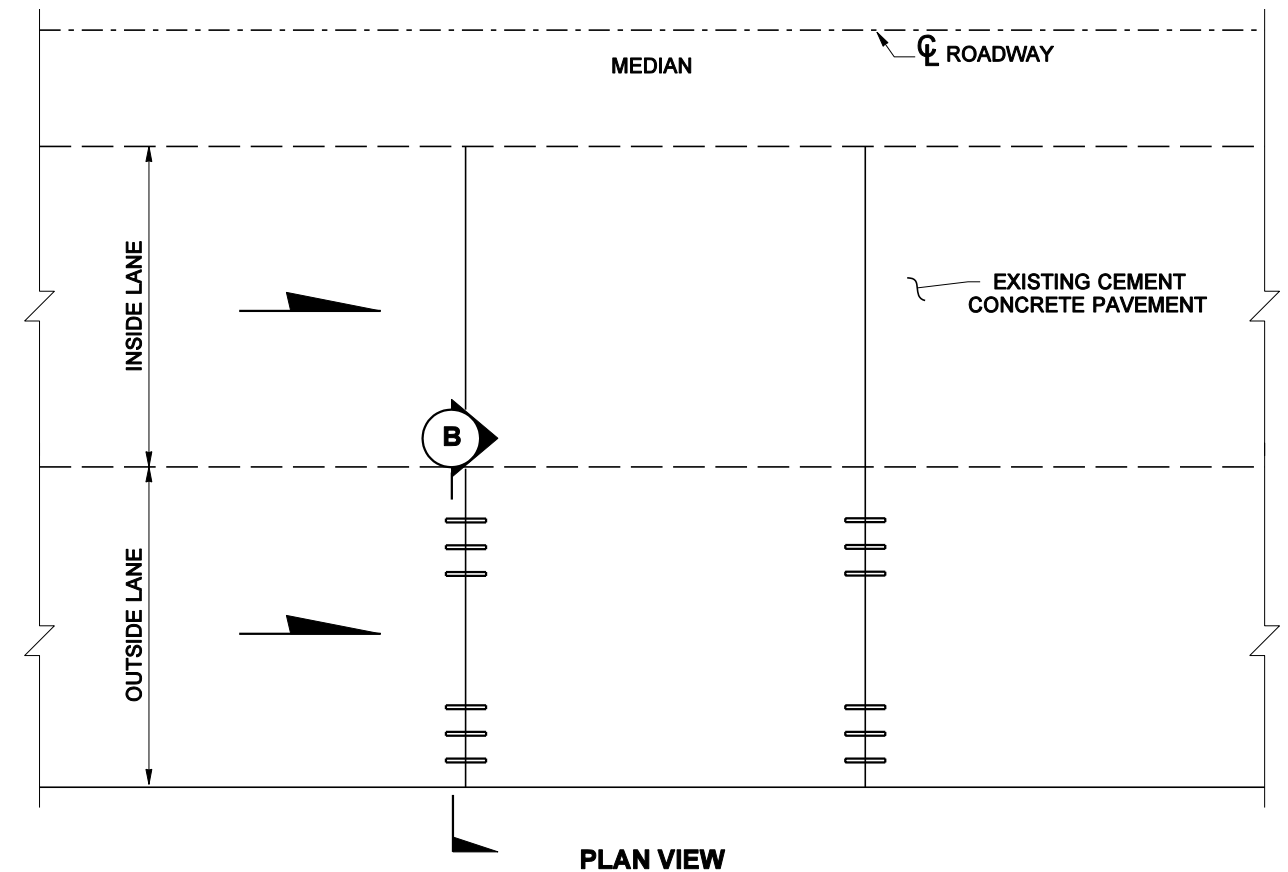 ℄ ROADWAY
MEDIAN
INSIDE LANE
EXISTING CEMENT
CONCRETE PAVEMENT
B
OUTSIDE LANE
PLAN VIEW